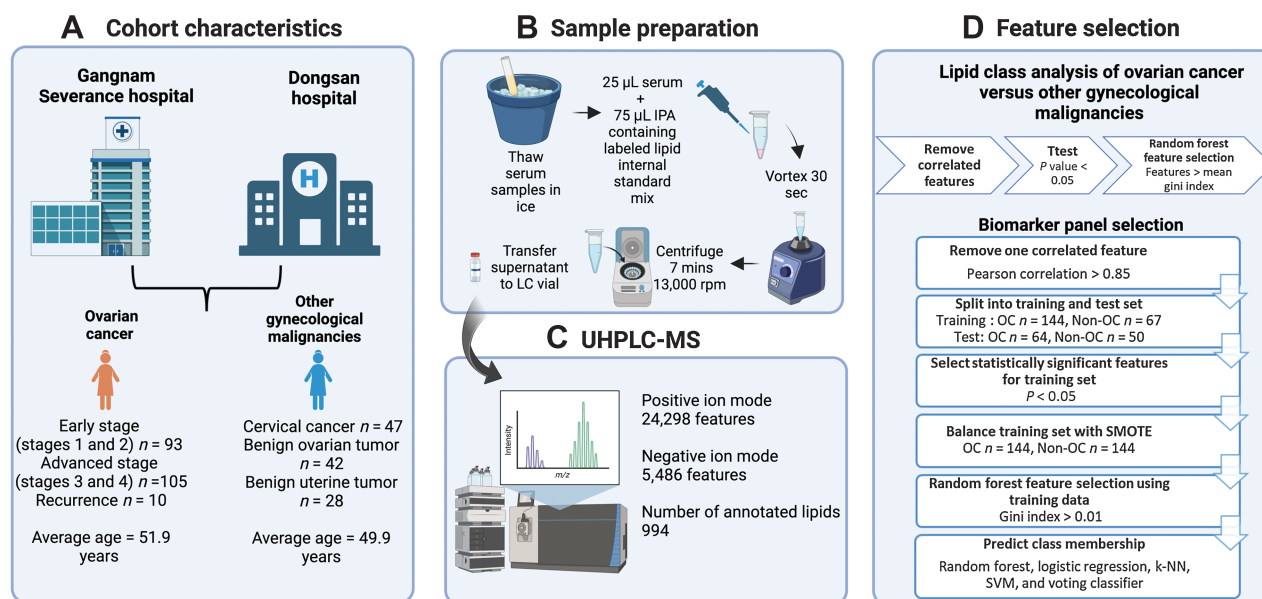 A Cohort characteristics
Gangnam
Severance hospital
Dongsan
hospital
H
Ovarian
cancer
Other
gynecological
malignancies
Early stage
(stages 1 and 2) n = 93
Advanced stage
(stages 3 and 4) n =105
Recurrence n = 10
Average age = 51.9
years
Cervical cancer n = 47
Benign ovarian tumor
n = 42
Benign uterine tumor
n = 28
Average age = 49.9
years
B Sample preparation
Thaw
serum
samples in
ice
25 µL serum
+
75 µL IPA
containing
labeled lipid
internal
standard
mix
Vortex 30
sec
Centrifuge
7 mins
13,000 rpm
Transfer
supernatant
to LC vial
C UHPLC-MS
Intensity
m/z
Positive ion mode
24,298 features
Negative ion mode
5,486 features
Number of annotated lipids
994
D Feature selection
Lipid class analysis of ovarian cancer
versus other gynecological
malignancies
Remove
correlated
features
Ttest
P value <
0.05
Random forest
feature selection
Features > mean
gini index
Biomarker panel selection
Remove one correlated feature
Pearson correlation > 0.85
Split into training and test set
Training : OC n = 144, Non-OC n = 67
Test: OC n = 64, Non-OC n = 50
Select statistically significant features
for training set
P < 0.05
Balance training set with SMOTE
OC n = 144, Non-OC n = 144
Random forest feature selection using
training data
Gini index > 0.01
Predict class membership
Random forest, logistic regression, k-NN,
SVM, and voting classifier